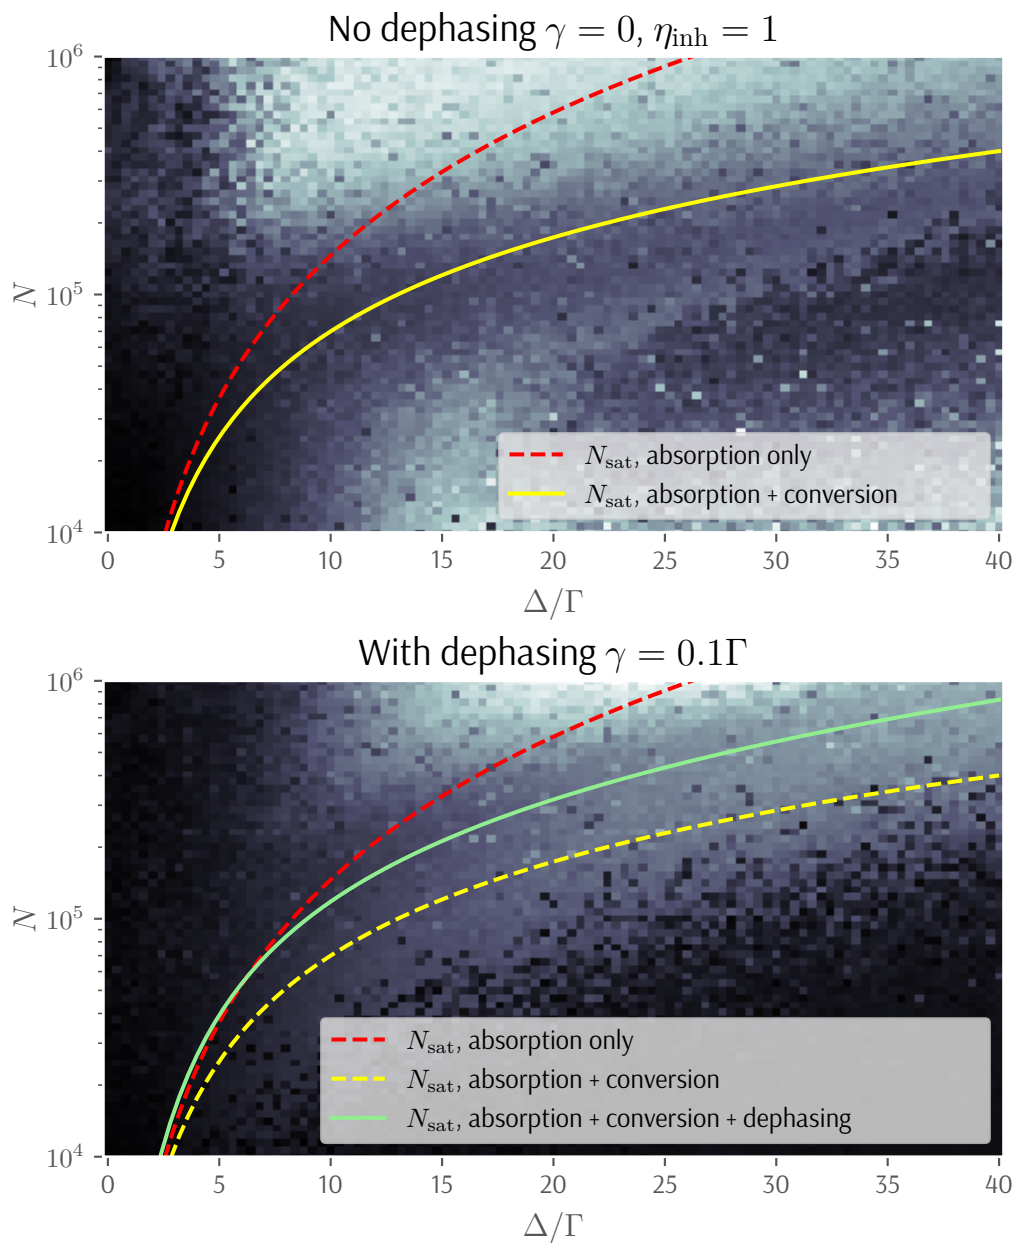 No dephasing γ = 0, η_inh = 1
10^6
10^5
10^4
N
N_sat, absorption only
N_sat, absorption + conversion
0 5 10 15 20 25 30 35 40
Δ/Γ
With dephasing γ = 0.1Γ
10^6
10^5
10^4
N
N_sat, absorption only
N_sat, absorption + conversion
N_sat, absorption + conversion + dephasing
0 5 10 15 20 25 30 35 40
Δ/Γ